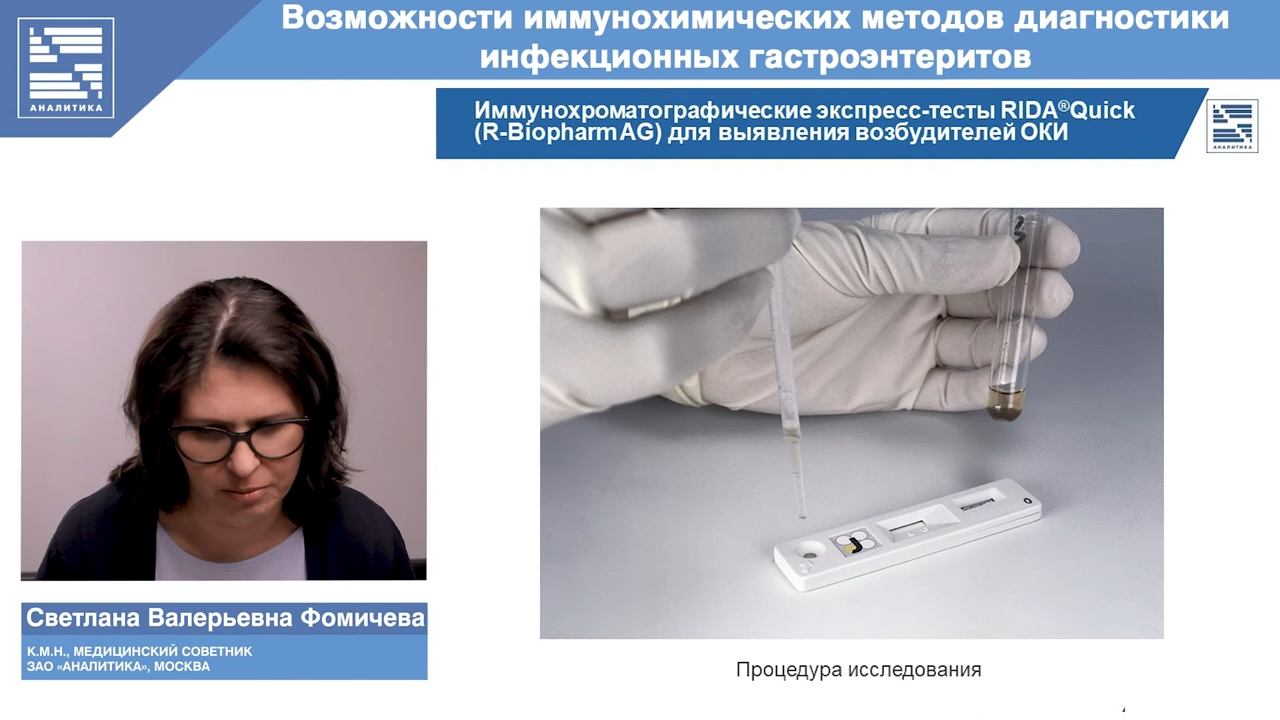 Возможности иммунохимических методов диагностики
инфекционных гастроэнтеритов
АНАЛИТИКА
Иммунохроматографические экспресс-тесты RIDA®Quick
(R-Biopharm AG) для выявления возбудителей ОКИ
АНАЛИТИКА
Светлана Валерьевна Фомичева
К.М.Н., МЕДИЦИНСКИЙ СОВЕТНИК
ЗАО «АНАЛИТИКА», МОСКВА
Процедура исследования